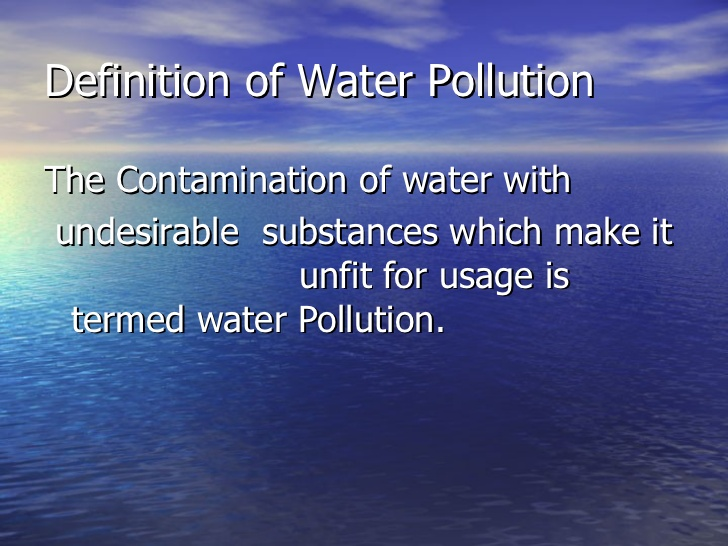 Definition of Water Pollution
The Contamination of water with
undesirable substances which make it
unfit for usage is
termed water Pollution.